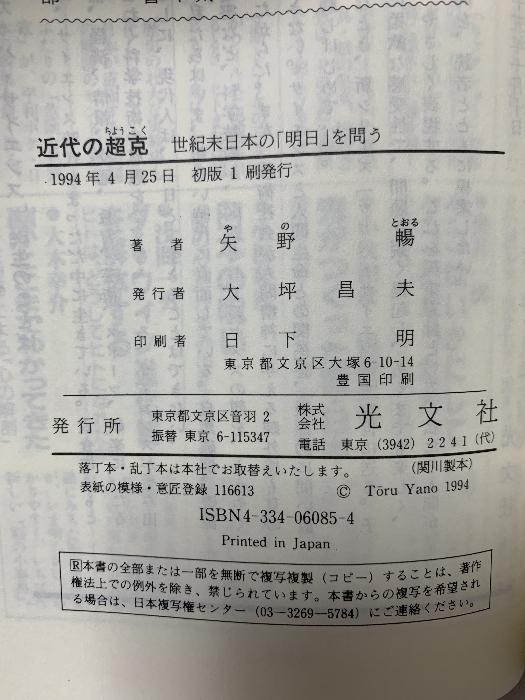 ちょうこく
近代の超克 世紀末日本の「明日」を問う
1994年4月25日 初版1刷発行
や の とおる
著者 矢野 暢
発行者 大坪昌夫
印刷者 日下 明
東京都文京区大塚6-10-14
豊国印刷
発行所 東京都文京区音羽2 株式会社 光文社
振替 東京 6-115347 電話 東京 (3942) 2241 (代)
落丁本・乱丁本は本社でお取替えいたします。 (関川製本)
表紙の模様・意匠登録 116613 © Tōru Yano 1994
ISBN4-334-06085-4
Printed in Japan
Ⓡ本書の全部または一部を無断で複写複製(コピー)することは、著作
権法上での例外を除き、禁じられています。本書からの複写を希望され
る場合は、日本複写権センター(03-3269-5784)にご連絡ください。